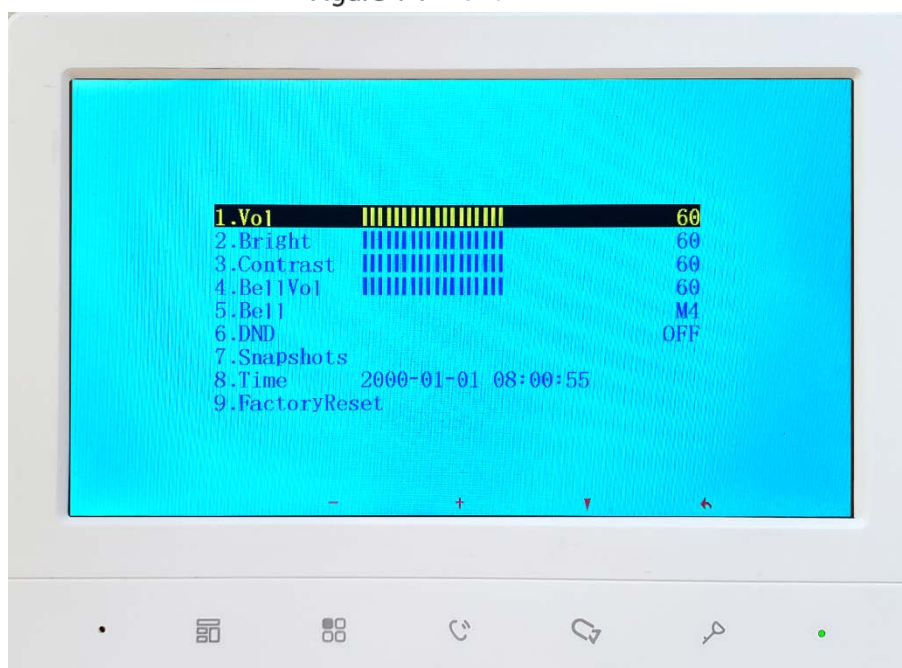 1.Vol 60
2.Bright 60
3.Contrast 60
4.BellVol 60
5.Bell M4
6.DND OFF
7.Snapshots
8.Time 2000-01-01 08:00:55
9.FactoryReset
- +